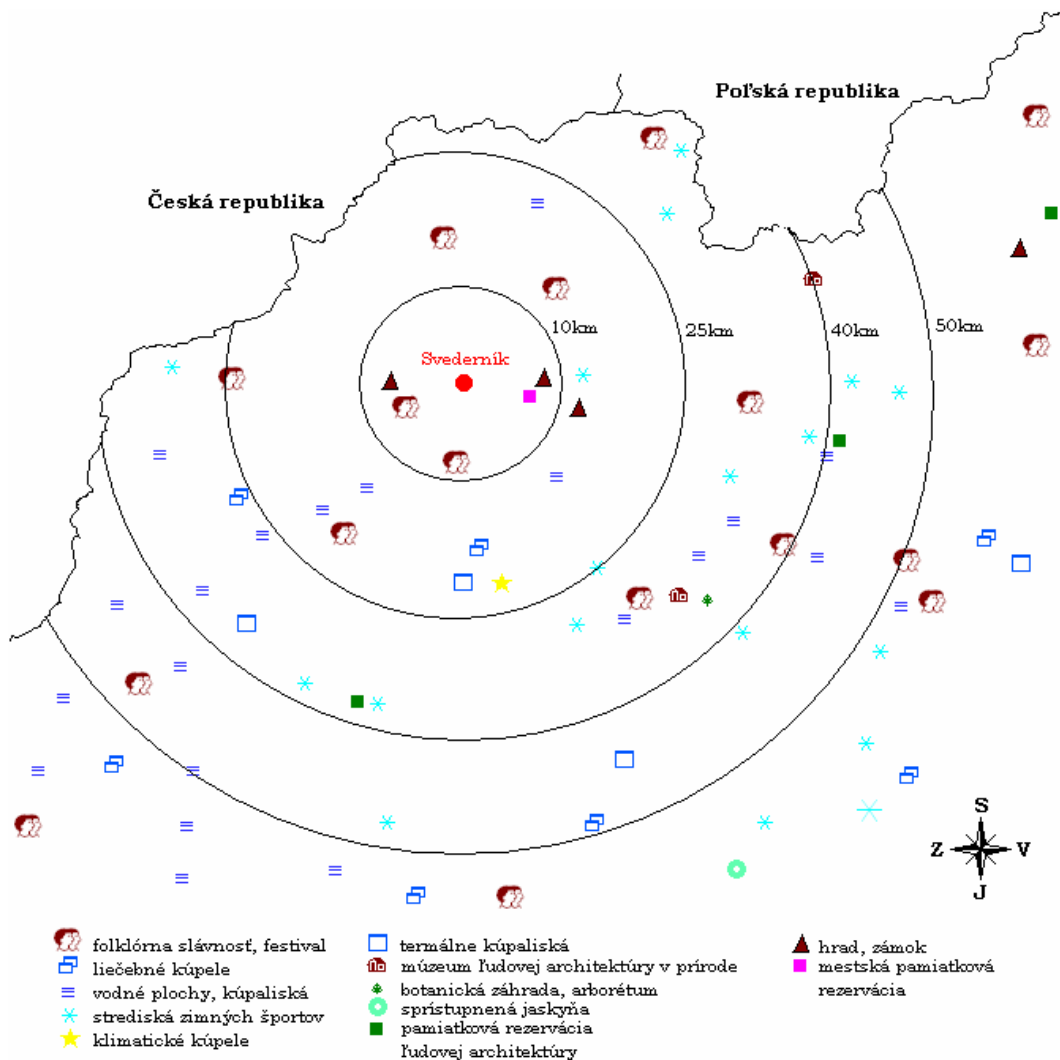 Poľská republika
Česká republika
10km
25km
40km
50km
Svederník
S
Z
V
J
folklórna slávnosť, festival
liečebné kúpele
vodné plochy, kúpaliská
strediská zimných športov
klimatické kúpele
termálne kúpaliská
múzeum ľudovej architektúry v prírode
botanická záhrada, arborétum
sprístupnená jaskyňa
pamiatková rezervácia
ľudovej architektúry
hrad, zámok
mestská pamiatková
rezervácia